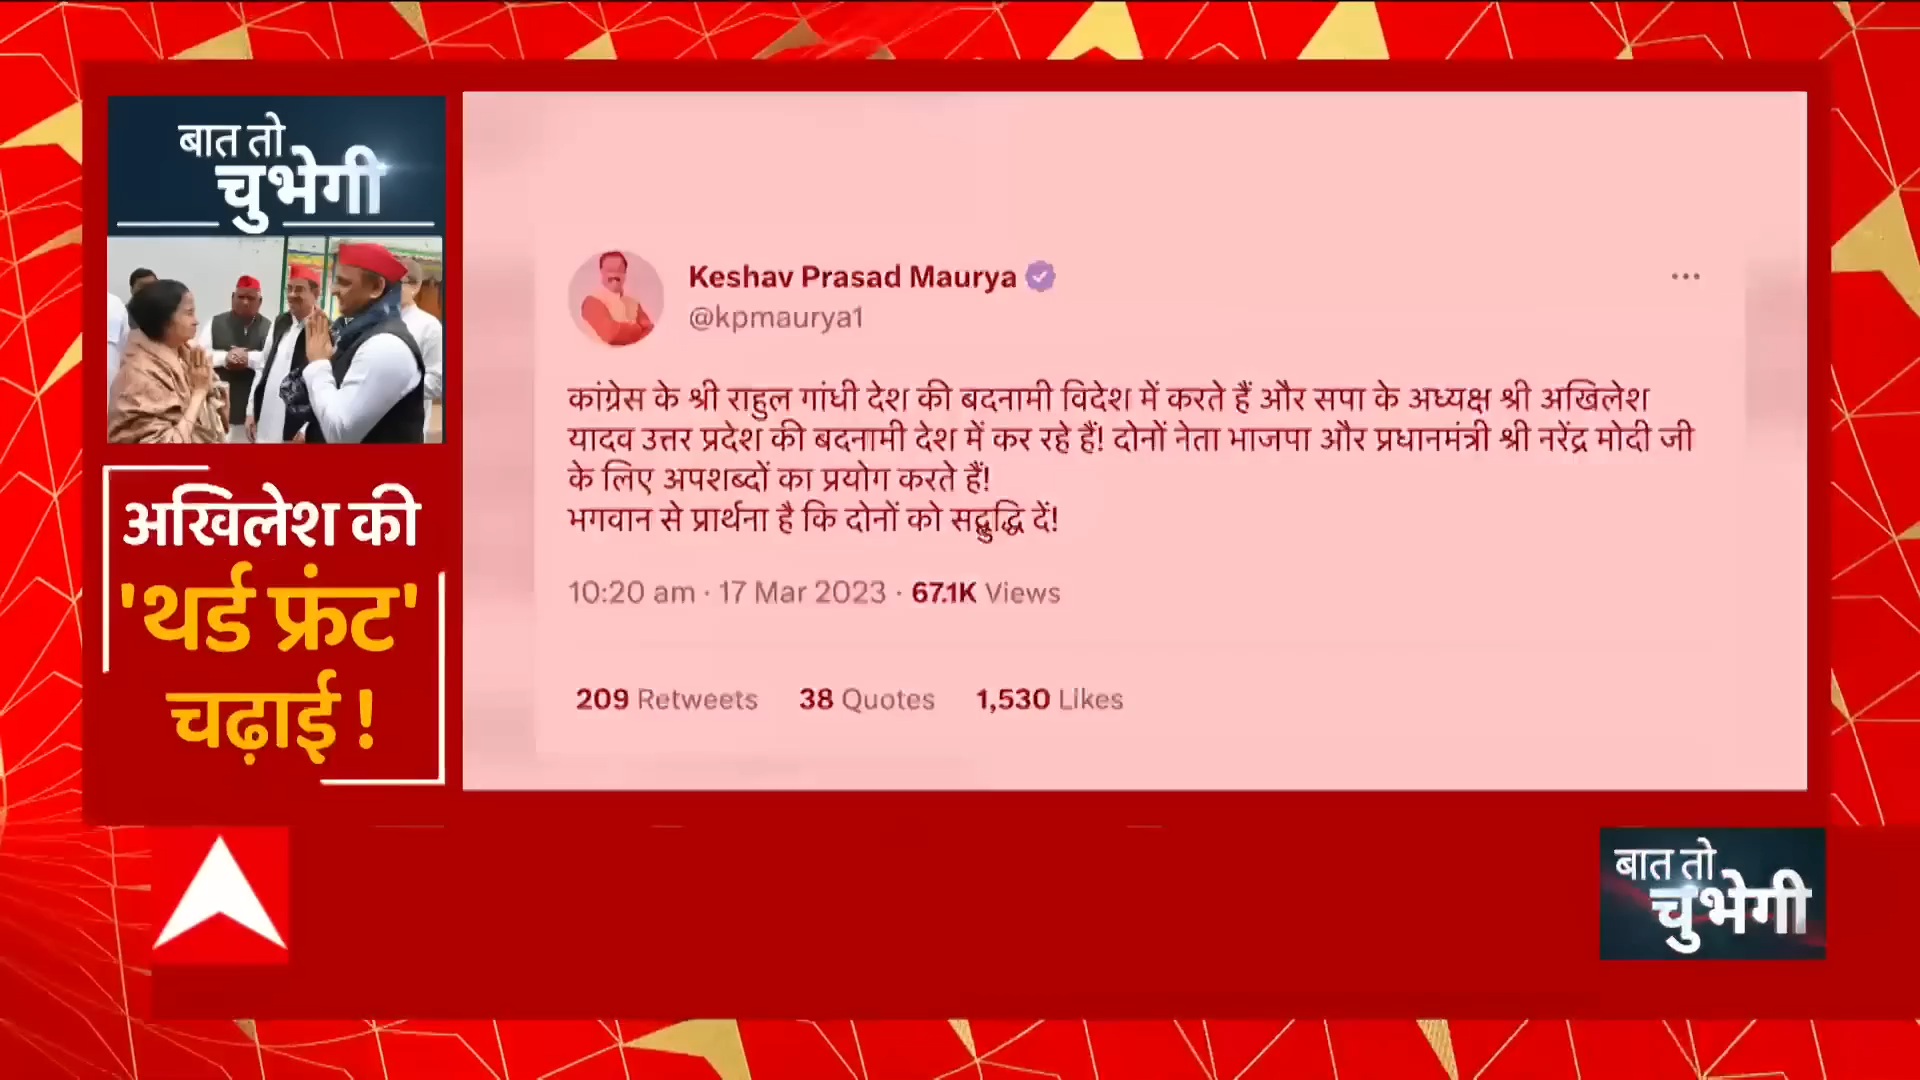 बात तो
चुभेगी
अखिलेश की
'थर्ड फ्रंट'
चढ़ाई !
Keshav Prasad Maurya
@kpmaurya1
कांग्रेस के श्री राहुल गांधी देश की बदनामी विदेश में करते हैं और सपा के अध्यक्ष श्री अखिलेश
यादव उत्तर प्रदेश की बदनामी देश में कर रहे हैं! दोनों नेता भाजपा और प्रधानमंत्री श्री नरेंद्र मोदी जी
के लिए अपशब्दों का प्रयोग करते हैं!
भगवान से प्रार्थना है कि दोनों को सद्बुद्धि दें!
10:20 am · 17 Mar 2023 · 67.1K Views
209 Retweets 38 Quotes 1,530 Likes
बात तो
चुभेगी